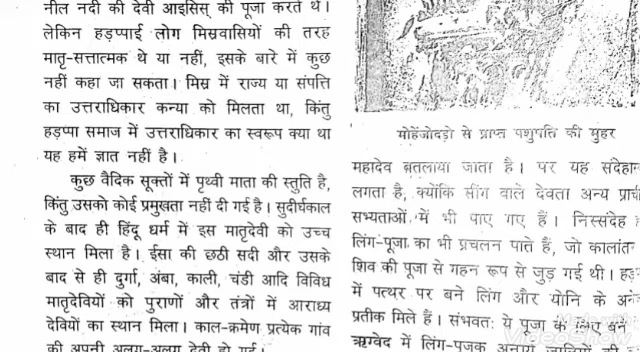 नील नदी की देवी आइसिस् की पूजा करते थे।
लेकिन हड़प्पाई लोग मिस्रवासियों की तरह
मातृ-सत्तात्मक थे या नहीं, इसके बारे में कुछ
नहीं कहा जा सकता। मिस्र में राज्य या संपत्ति
का उत्तराधिकार कन्या को मिलता था, किंतु
हड़प्पा समाज में उत्तराधिकार का स्वरूप क्या था
यह हमें ज्ञात नहीं है।
कुछ वैदिक सूक्तों में पृथ्वी माता की स्तुति है,
किंतु उसको कोई प्रमुखता नहीं दी गई है। सुदीर्घकाल
के बाद ही हिंदू धर्म में इस मातृदेवी को उच्च
स्थान मिला है। ईसा की छठी सदी और उसके
बाद से ही दुर्गा, अंबा, काली, चंडी आदि विविध
मातृदेवियों को पुराणों और तंत्रों में आराध्य
देवियों का स्थान मिला। काल-क्रमेण प्रत्येक गांव
की अपनी अलग-अलग देवी हो गई।
मोहेंजोदड़ो से प्राप्त पशुपति की मुहर
महादेव बतलाया जाता है। पर यह
लगता है, क्योंकि सींग वाले देवता अन्य
सभ्यताओं में भी पाए गए हैं। निस्संदेह
लिंग-पूजा का भी प्रचलन पाते हैं, जो
शिव की पूजा से गहन रूप से जुड़ गई थी।
में पत्थर पर बने लिंग और योनि के
प्रतीक मिले हैं। संभवत: ये पूजा के लिए बने
ऋग्वेद में लिंग-पूजक अनार्य जातियों की
Made with
VideoShow